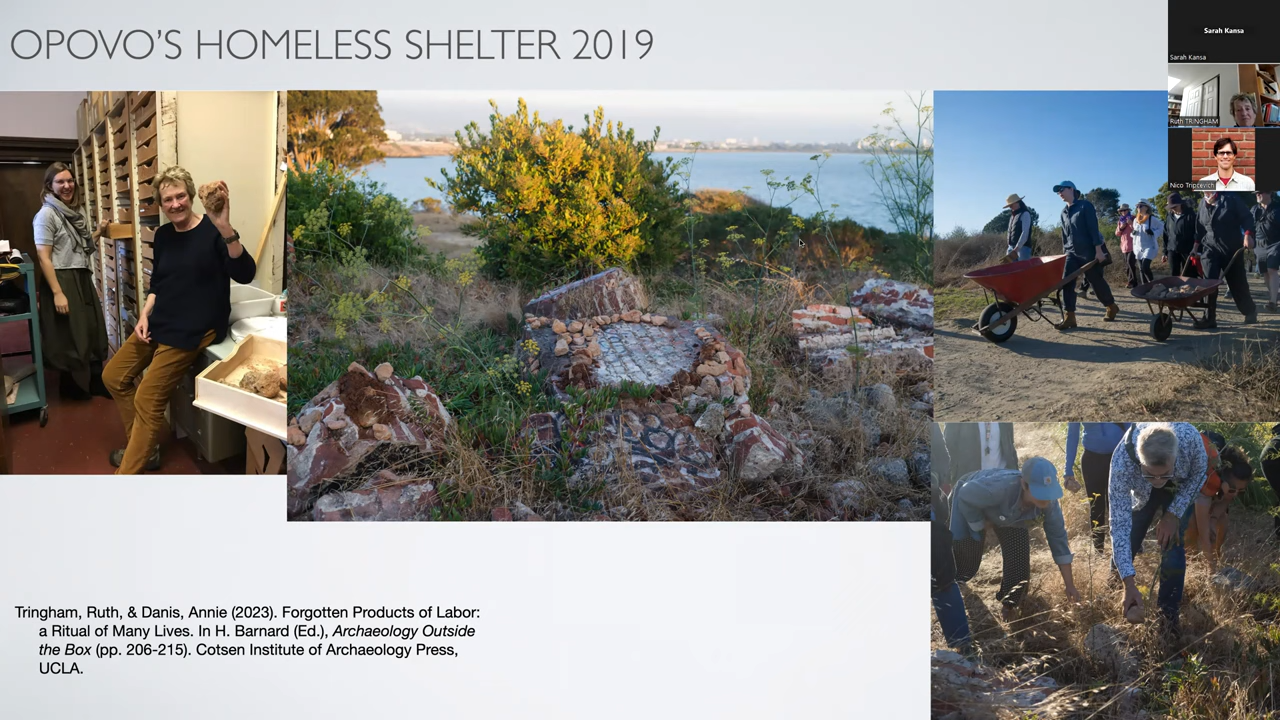 OPOVO'S HOMELESS SHELTER 2019
Sarah Kansa
Sarah Kansa
Ruth TRINGHAM
Nico Tripcevich
Tringham, Ruth, & Danis, Annie (2023). Forgotten Products of Labor:
a Ritual of Many Lives. In H. Barnard (Ed.), Archaeology Outside
the Box (pp. 206-215). Cotsen Institute of Archaeology Press,
UCLA.